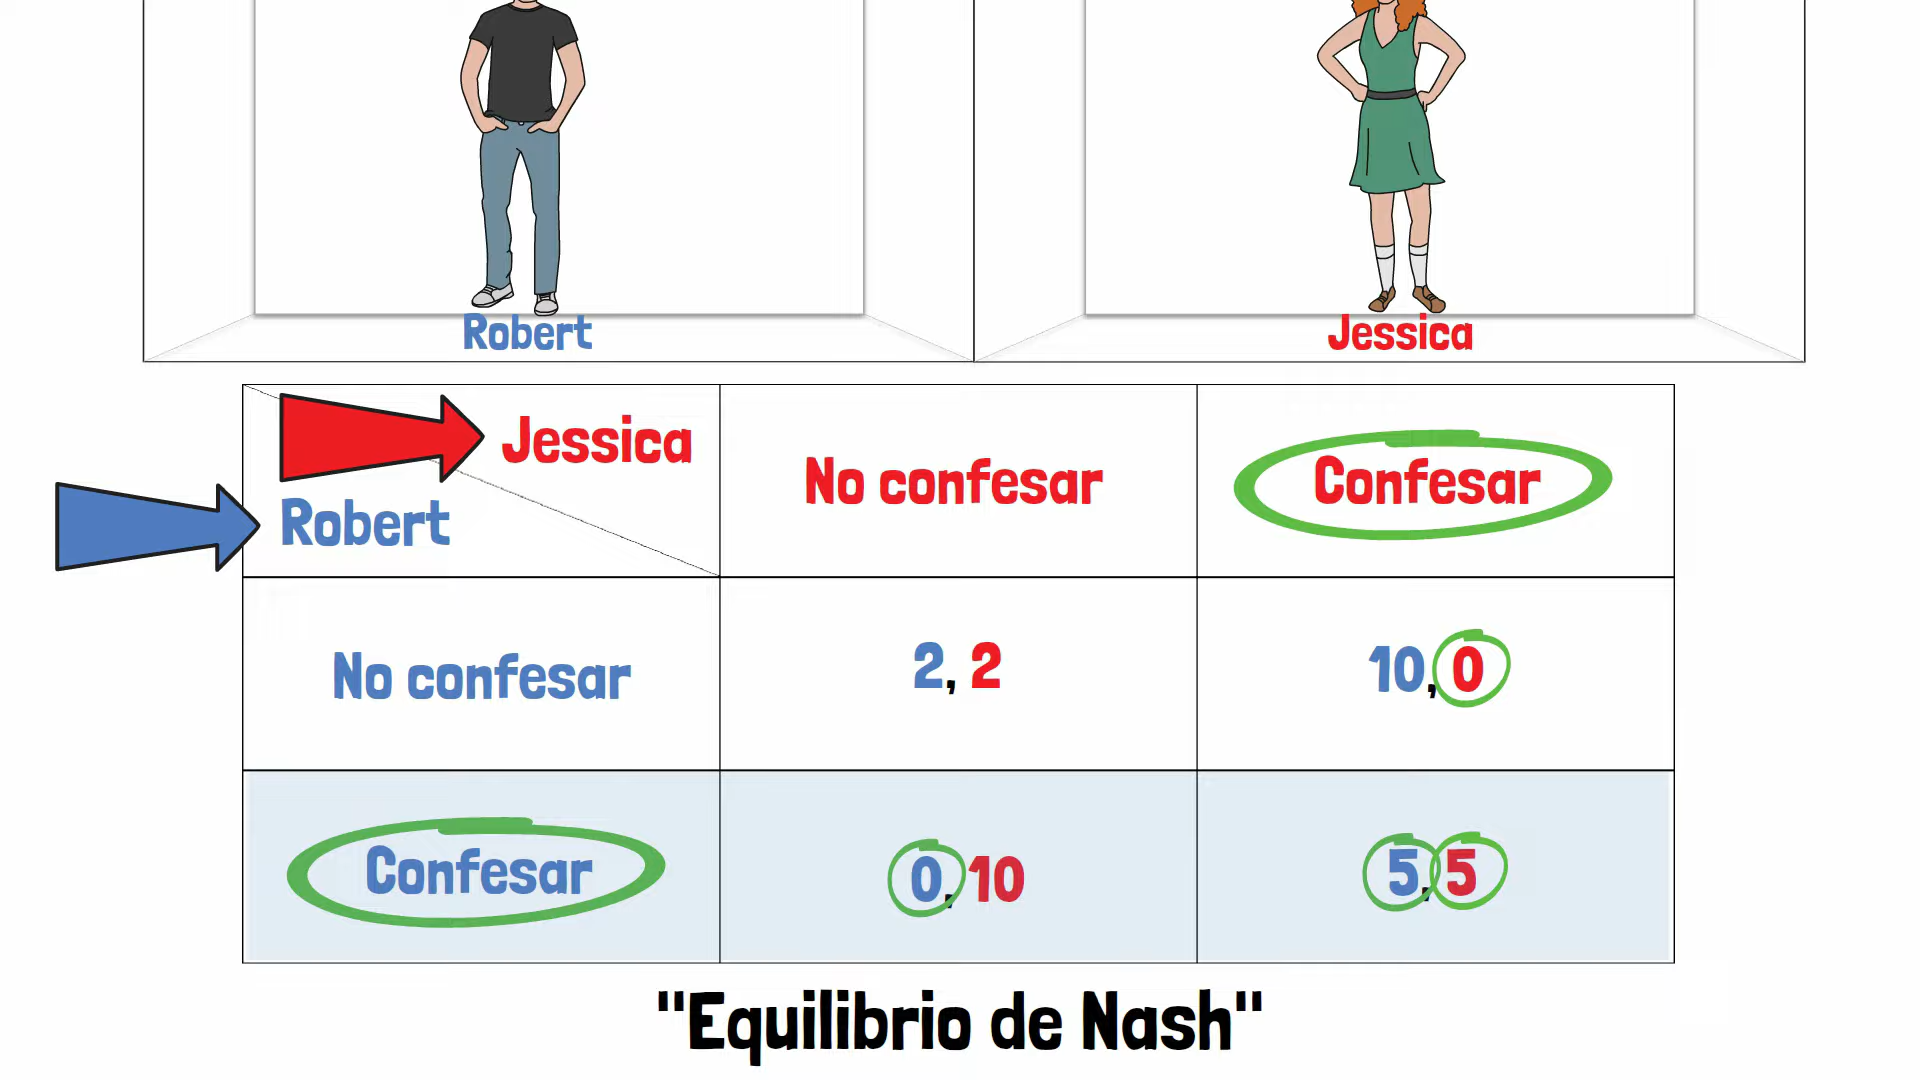 Robert
Jessica
Jessica
Robert
No confesar
Confesar
No confesar
2, 2
10, 0
Confesar
0, 10
5, 5
"Equilibrio de Nash"